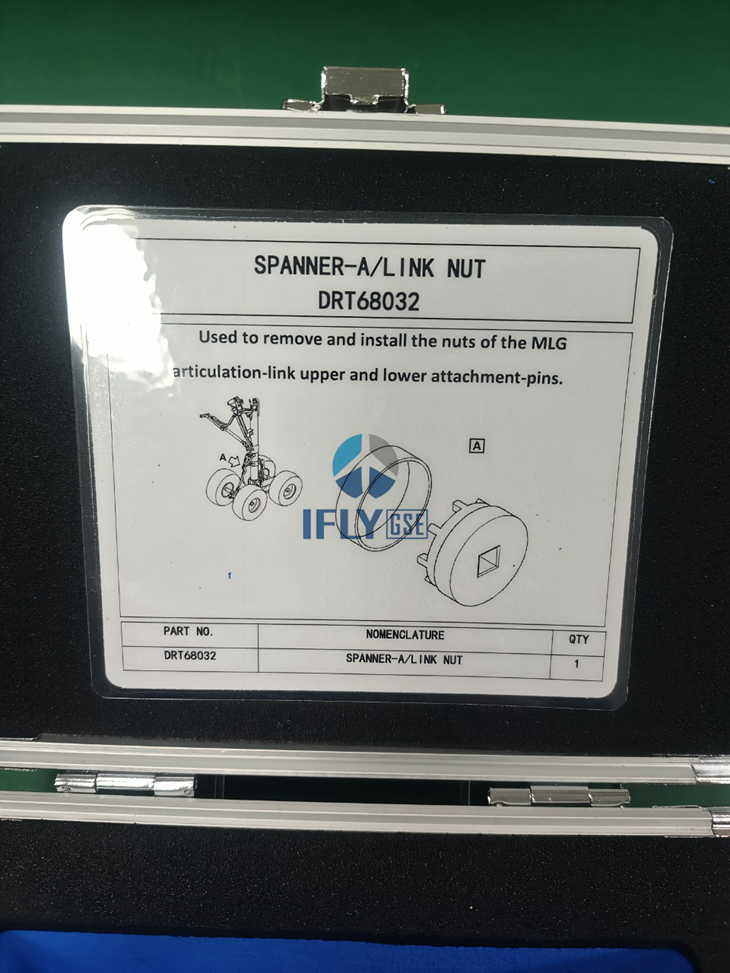 SPANNER-A/LINK NUT
DRT68032
Used to remove and install the nuts of the MLG
articulation-link upper and lower attachment-pins.
A
A
IFLY GSE
1
PART NO. NOMENCLATURE QTY
DRT68032 SPANNER-A/LINK NUT 1